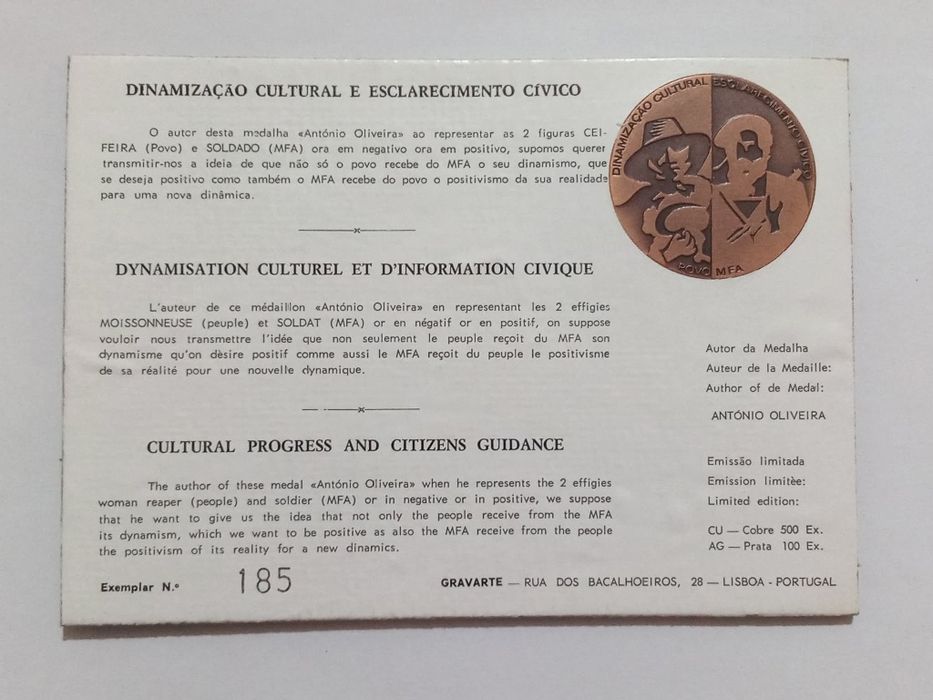 DINAMIZAÇÃO CULTURAL E ESCLARECIMENTO CÍVICO
O autor desta medalha «António Oliveira» ao representar as 2 figuras CEI-
FEIRA (Povo) e SOLDADO (MFA) ora em negativo ora em positivo, supomos querer
transmitir-nos a ideia de que não só o povo recebe do MFA o seu dinamismo, que
se deseja positivo como também o MFA recebe do povo o positivismo da sua realidade
para uma nova dinâmica.
DYNAMISATION CULTUREL ET D'INFORMATION CIVIQUE
L'auteur de ce médaillon «António Oliveira» en representant les 2 effigies
MOISSONNEUSE (peuple) et SOLDAT (MFA) or en négatif or en positif, on suppose
vouloir nous transmettre l'idée que non seulement le peuple reçoit du MFA son
dynamisme qu'on dèsire positif comme aussi le MFA reçoit du peuple le positivisme
de sa réalité pour une nouvelle dynamique.
CULTURAL PROGRESS AND CITIZENS GUIDANCE
The author of these medal «António Oliveira» when he represents the 2 effigies
woman reaper (people) and soldier (MFA) or in negative or in positive, we suppose
that he want to give us the idea that not only the people receive from the MFA
its dynamism, which we want to be positive as also the MFA receive from the people
the positivism of its reality for a new dinamics.
Exemplar N.º 185
DINAMIZAÇÃO CULTURAL ESCLARECIMENTO CIVICO
POVO MFA
Autor da Medalha
Auteur de la Medaille:
Author of de Medal:
ANTÓNIO OLIVEIRA
Emissão limitada
Emission limitèe:
Limited edition:
CU — Cobre 500 Ex.
AG — Prata 100 Ex.
GRAVARTE — RUA DOS BACALHOEIROS, 28 — LISBOA - PORTUGAL